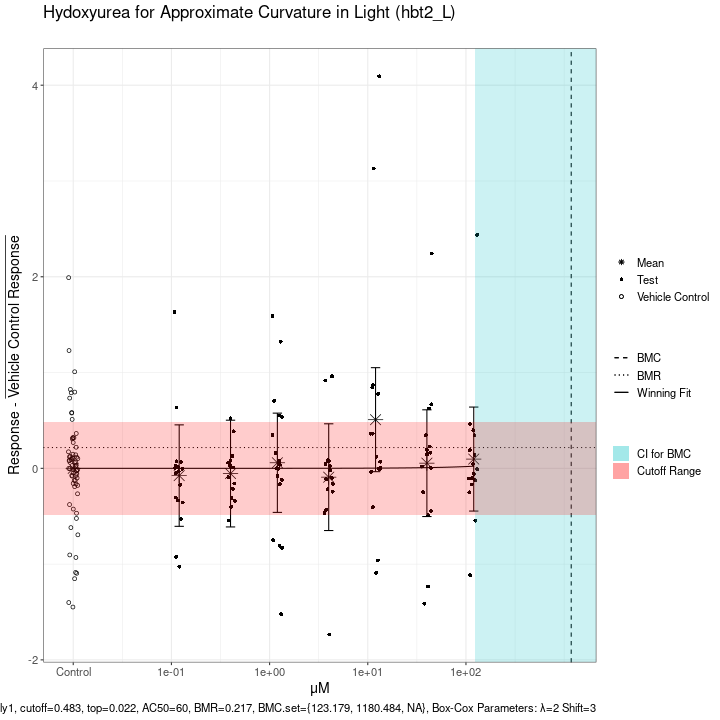 Hydoxyurea for Approximate Curvature in Light (hbt2_L)
Response - Vehicle Control Response
4
2
0
-2
Control
1e-01
1e+00
1e+01
1e+02
μM
Mean
Test
Vehicle Control
BMC
BMR
Winning Fit
CI for BMC
Cutoff Range
ly1, cutoff=0.483, top=0.022, AC50=60, BMR=0.217, BMC.set={123.179, 1180.484, NA}, Box-Cox Parameters: λ=2 Shift=3